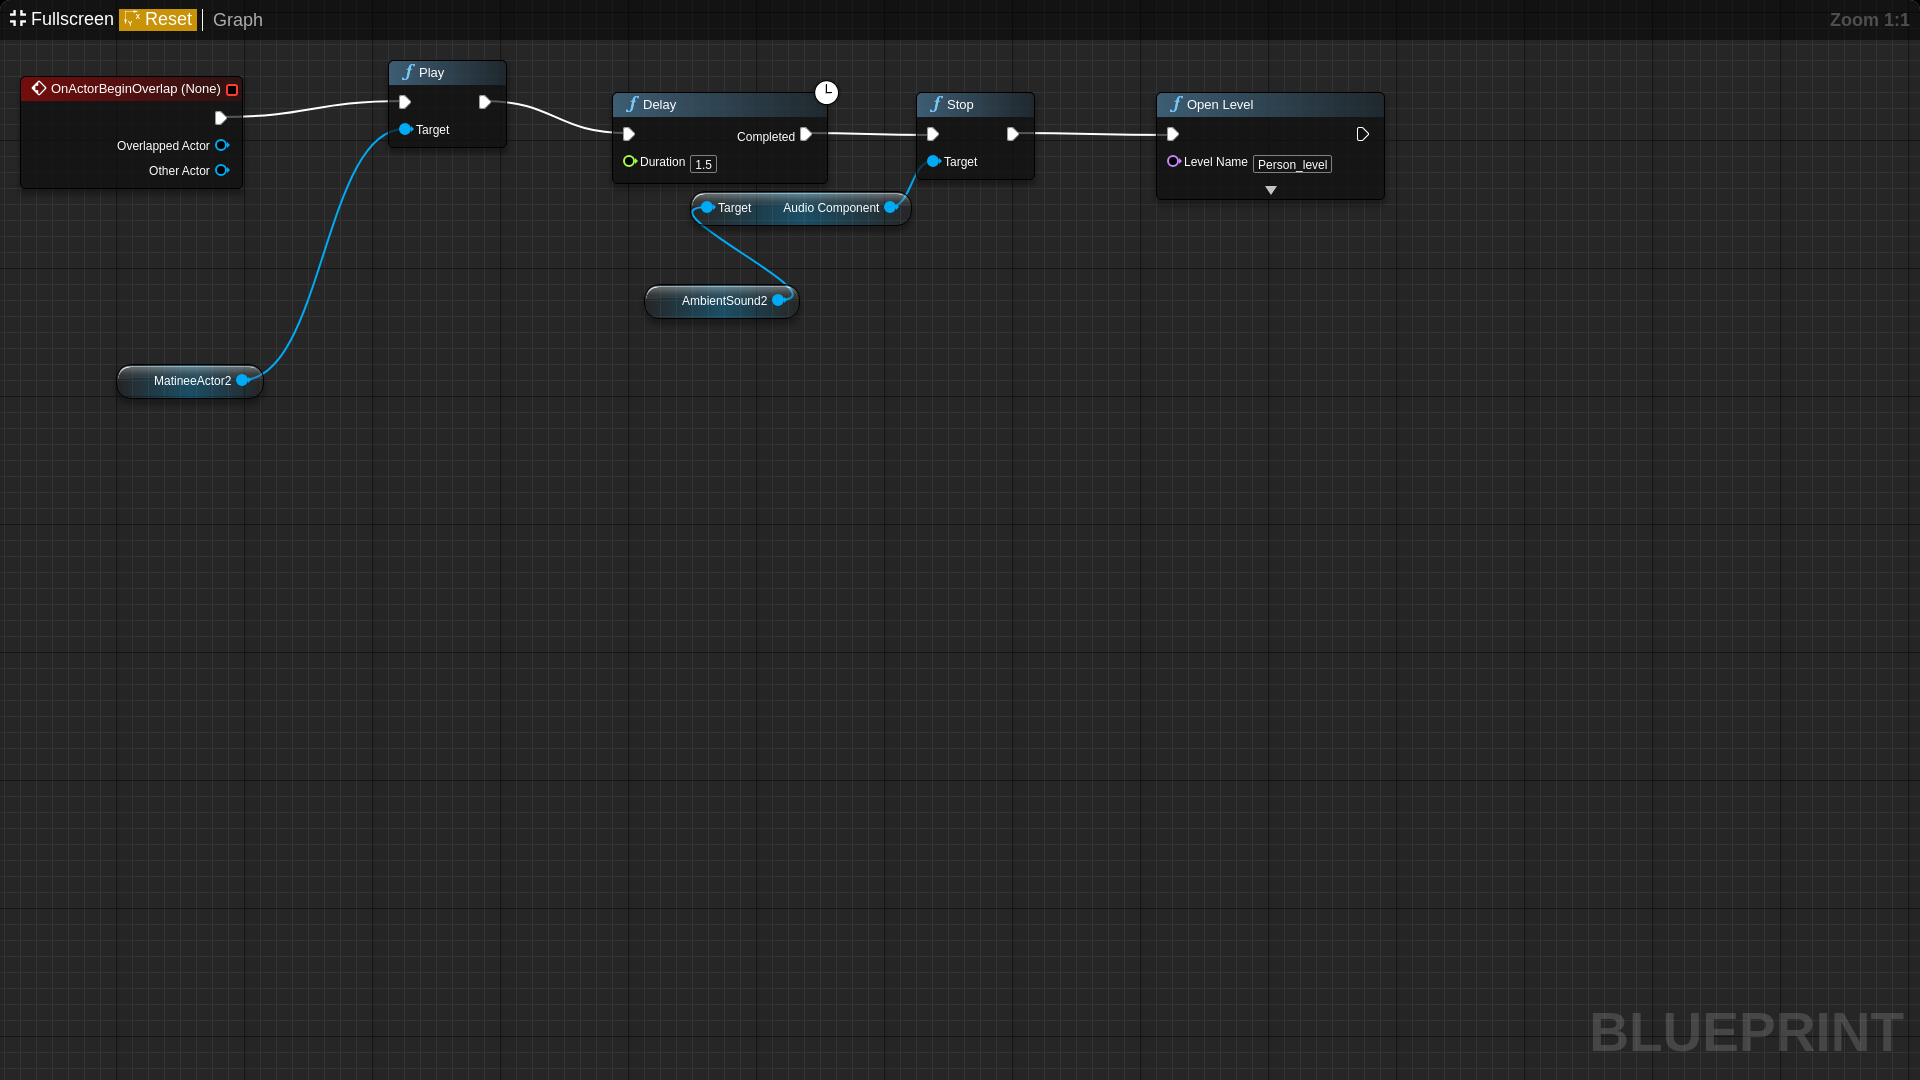 Fullscreen Reset Graph Zoom 1:1
OnActorBeginOverlap (None)
Overlapped Actor
Other Actor
Play
Target
Delay
Completed
Duration 1.5
Stop
Target
Open Level
Level Name Person_level
Target Audio Component
AmbientSound2
MatineeActor2
BLUEPRINT